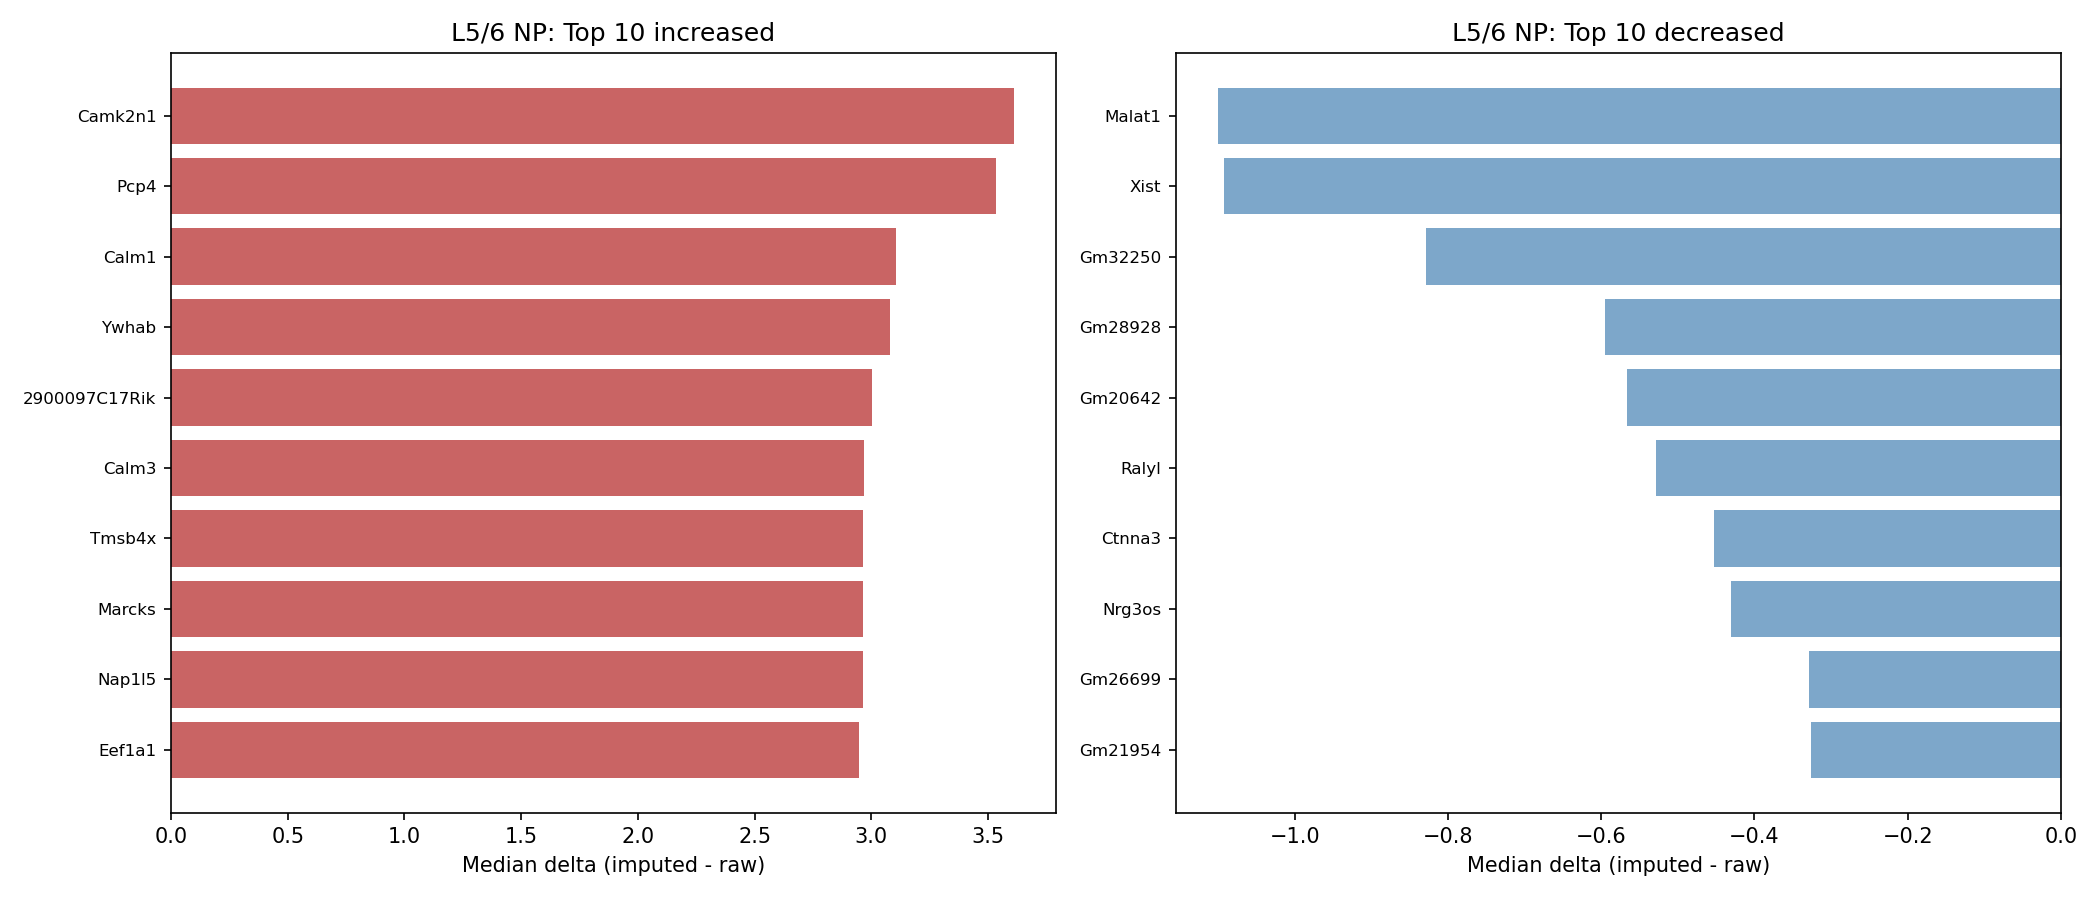 L5/6 NP: Top 10 increased
Camk2n1
Pcp4
Calm1
Ywhab
2900097C17Rik
Calm3
Tmsb4x
Marcks
Nap1l5
Eef1a1
0.0 0.5 1.0 1.5 2.0 2.5 3.0 3.5
Median delta (imputed - raw)
L5/6 NP: Top 10 decreased
Malat1
Xist
Gm32250
Gm28928
Gm20642
Ralyl
Ctnna3
Nrg3os
Gm26699
Gm21954
−1.0 −0.8 −0.6 −0.4 −0.2 0.0
Median delta (imputed - raw)